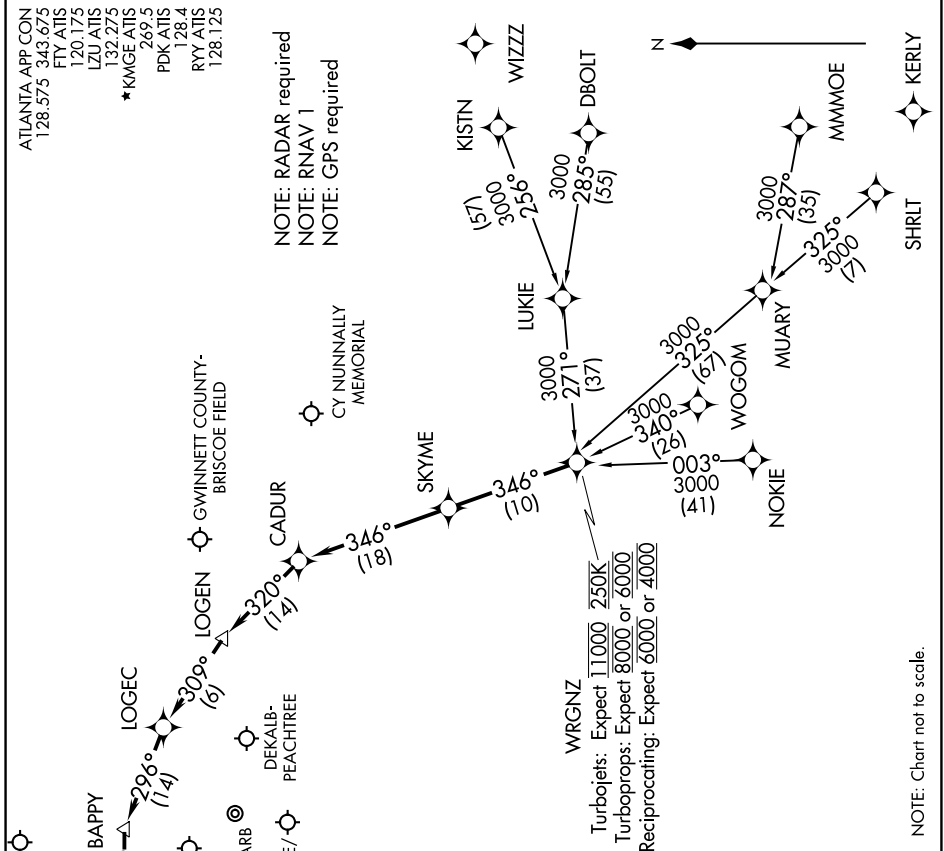 ATLANTA APP CON
128.575 343.675
FTY ATIS
120.175
LZU ATIS
132.275
★KMGE ATIS
269.5
PDK ATIS
128.4
RYY ATIS
128.125
NOTE: RADAR required
NOTE: RNAV 1
NOTE: GPS required
WIZZZ
KISTN
DBOLT
N
KERLY
MMMOE
SHRLT
(57)
3000
256°
3000
285°
(55)
3000
287°
(35)
325°
3000
(7)
LUKIE
MUARY
3000
271°
(37)
3000
325°
(67)
WOGOM
3000
340°
(26)
003°
3000
(41)
NOKIE
CY NUNNALLY
MEMORIAL
GWINNETT COUNTY-
BRISCOE FIELD
SKYME
346°
(10)
CADUR
346°
(18)
LOGEN
320°
(14)
LOGEC
309°
(6)
DEKALB-
PEACHTREE
BAPPY
296°
(14)
ARB
E/
WRGNZ
Turbojets: Expect 11000 250K
Turboprops: Expect 8000 or 6000
Reciprocating: Expect 6000 or 4000
NOTE: Chart not to scale.